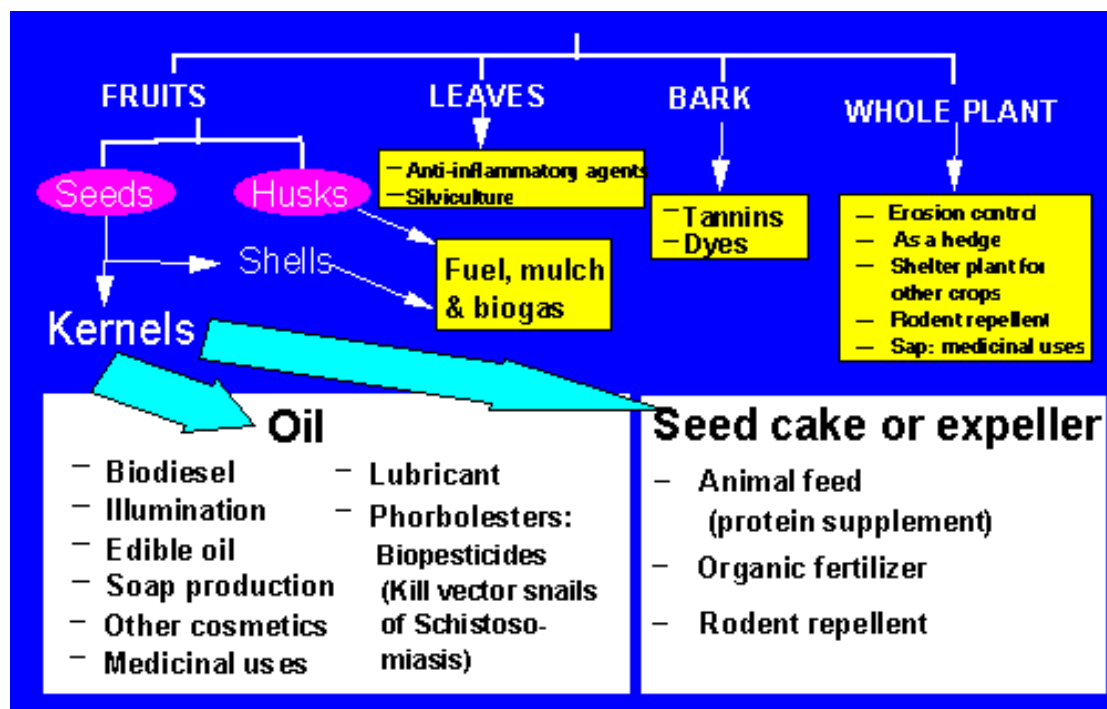 FRUITS
LEAVES
BARK
WHOLE PLANT
Seeds
Husks
– Anti-inflammatory agents
– Silviculture
– Tannins
– Dyes
— Erosion control
— As a hedge
— Shelter plant for
other crops
— Rodent repellent
— Sap: medicinal uses
Shells
Fuel, mulch
& biogas
Kernels
Oil
– Biodiesel
– Illumination
– Edible oil
– Soap production
– Other cosmetics
– Medicinal uses
– Lubricant
– Phorbolesters:
Biopesticides
(Kill vector snails
of Schistoso-
miasis)
Seed cake or expeller
– Animal feed
(protein supplement)
– Organic fertilizer
– Rodent repellent